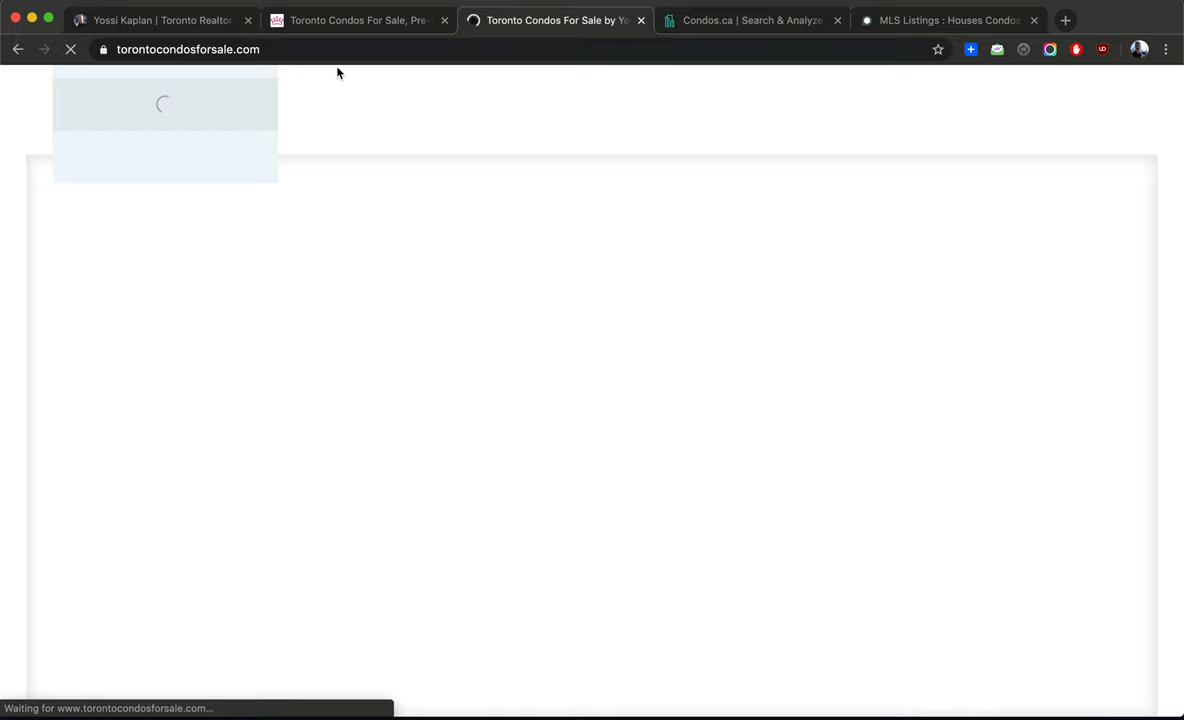 Yossi Kaplan | Toronto Realtor
Toronto Condos For Sale, Pre-
Toronto Condos For Sale by Yo
Condos.ca | Search & Analyze
MLS Listings : Houses Condos
torontocondosforsale.com
UD
Waiting for www.torontocondosforsale.com...